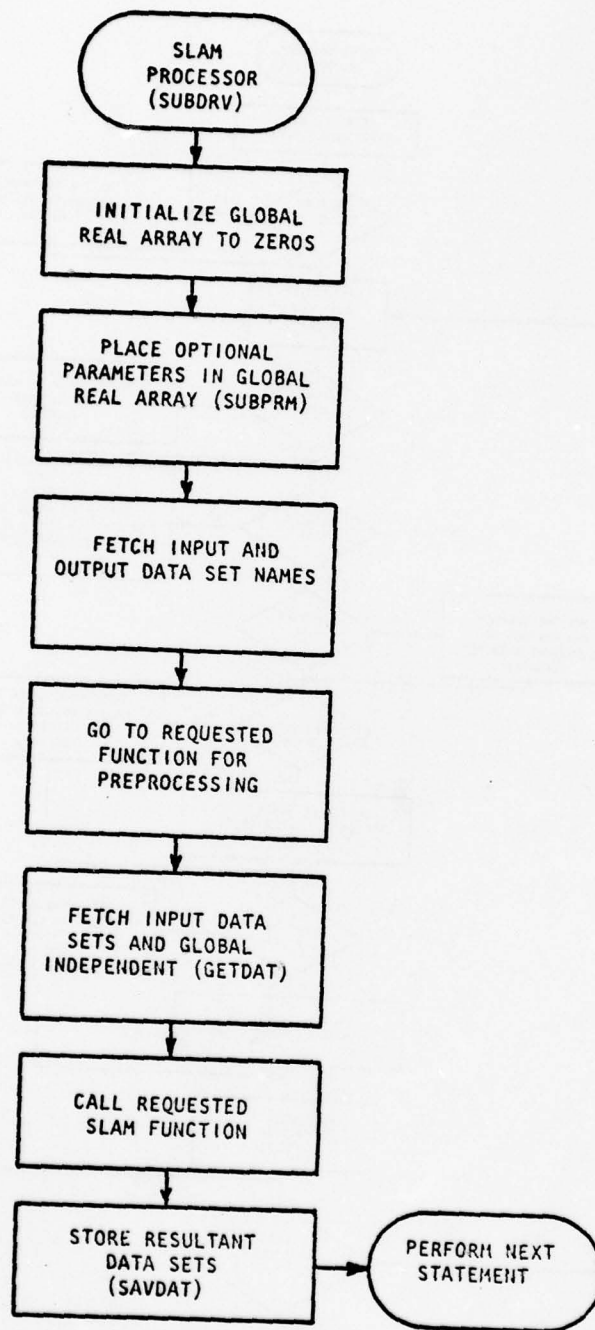 SLAM
PROCESSOR
(SUBDRV)
INITIALIZE GLOBAL
REAL ARRAY TO ZEROS
PLACE OPTIONAL
PARAMETERS IN GLOBAL
REAL ARRAY (SUBPRM)
FETCH INPUT AND
OUTPUT DATA SET NAMES
GO TO REQUESTED
FUNCTION FOR
PREPROCESSING
FETCH INPUT DATA
SETS AND GLOBAL
INDEPENDENT (GETDAT)
CALL REQUESTED
SLAM FUNCTION
STORE RESULTANT
DATA SETS
(SAVDAT)
PERFORM NEXT
STATEMENT